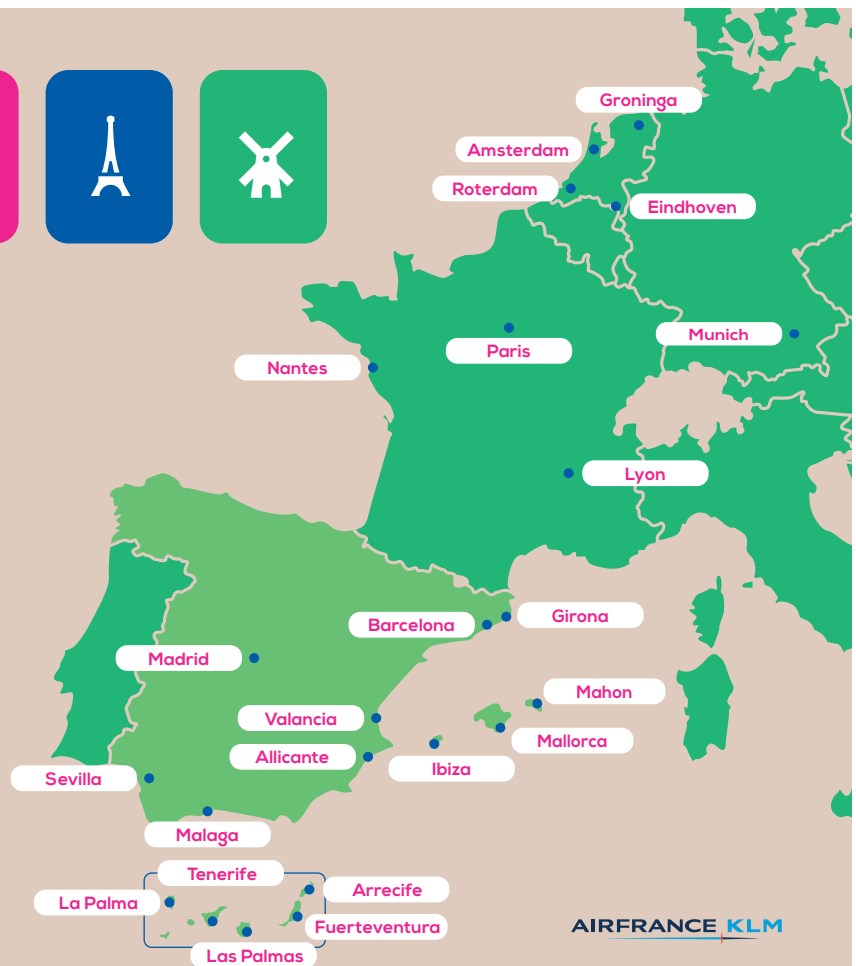 Groninga
Amsterdam
Roterdam
Eindhoven
Munich
Paris
Nantes
Lyon
Barcelona
Girona
Madrid
Mahon
Valancia
Mallorca
Allicante
Ibiza
Sevilla
Malaga
Tenerife
Arrecife
La Palma
Fuerteventura
Las Palmas
AIRFRANCE KLM